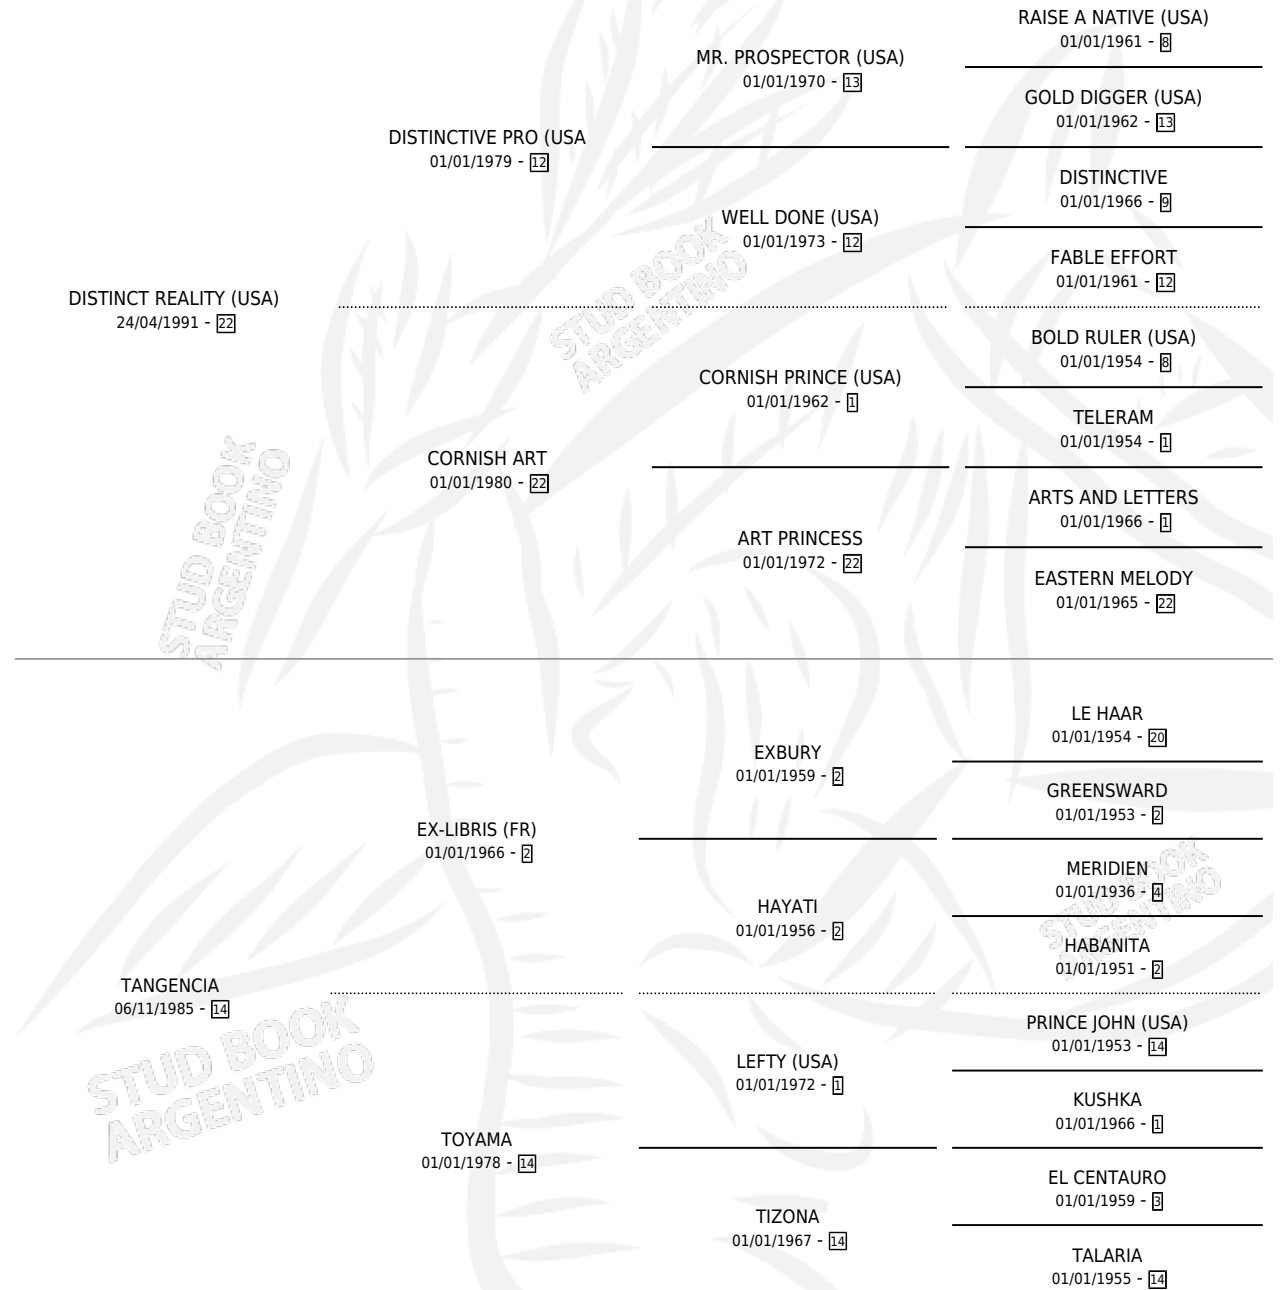 RAISE A NATIVE (USA)
01/01/1961 - 8
MR. PROSPECTOR (USA)
01/01/1970 - 13
GOLD DIGGER (USA)
01/01/1962 - 13
DISTINCTIVE PRO (USA
01/01/1979 - 12
DISTINCTIVE
01/01/1966 - 9
WELL DONE (USA)
01/01/1973 - 12
FABLE EFFORT
01/01/1961 - 12
DISTINCT REALITY (USA)
24/04/1991 - 22
STUD BOOK
ARGENTINO
BOLD RULER (USA)
01/01/1954 - 8
CORNISH PRINCE (USA)
01/01/1962 - 1
TELERAM
01/01/1954 - 1
CORNISH ART
01/01/1980 - 22
ARTS AND LETTERS
01/01/1966 - 1
ART PRINCESS
01/01/1972 - 22
EASTERN MELODY
01/01/1965 - 22
STUD BOOK
ARGENTINO
LE HAAR
01/01/1954 - 20
EXBURY
01/01/1959 - 2
GREENSWARD
01/01/1953 - 2
EX-LIBRIS (FR)
01/01/1966 - 2
MERIDIEN
01/01/1936 - 4
HAYATI
01/01/1956 - 2
HABANITA
01/01/1951 - 2
STUD BOOK
ARGENTINO
TANGENCIA
06/11/1985 - 14
PRINCE JOHN (USA)
01/01/1953 - 14
LEFTY (USA)
01/01/1972 - 1
KUSHKA
01/01/1966 - 1
STUD BOOK
ARGENTINO
TOYAMA
01/01/1978 - 14
EL CENTAURO
01/01/1959 - 3
TIZONA
01/01/1967 - 14
TALARIA
01/01/1955 - 14